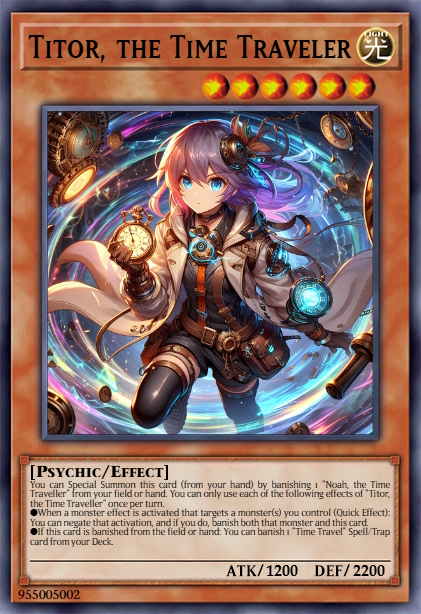 Titor, the Time Traveler
LIGHT
光
[Psychic/Effect]
You can Special Summon this card (from your hand) by banishing 1 "Noah, the Time
Traveller" from your field or hand. You can only use each of the following effects of "Titor,
the Time Traveller" once per turn.
●When a monster effect is activated that targets a monster(s) you control (Quick Effect):
You can negate that activation, and if you do, banish both that monster and this card.
●If this card is banished from the field or hand: You can banish 1 "Time Travel" Spell/Trap
card from your Deck.
ATK/1200 DEF/2200
955005002